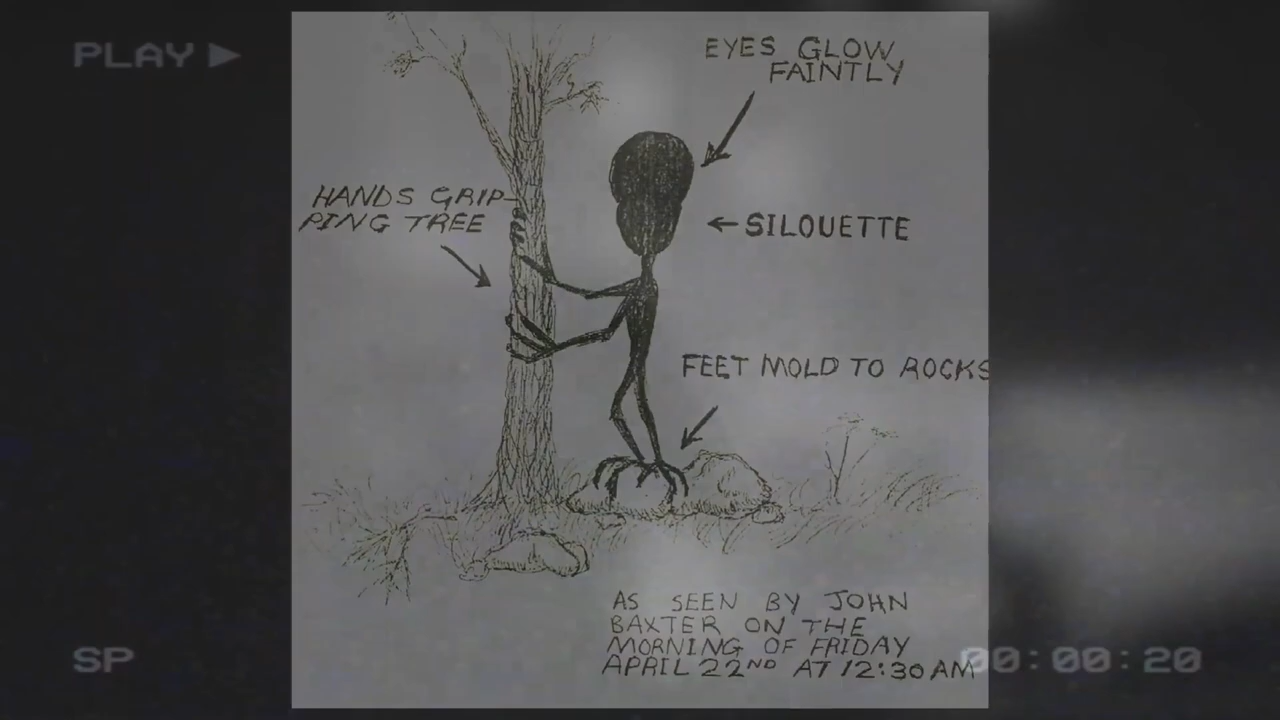 PLAY
EYES GLOW
FAINTLY
HANDS GRIP-
PING TREE
←SILOUETTE
FEET MOLD TO ROCKS
AS SEEN BY JOHN
BAXTER ON THE
MORNING OF FRIDAY
APRIL 22ND AT 12:30 AM
SP
00:00:20